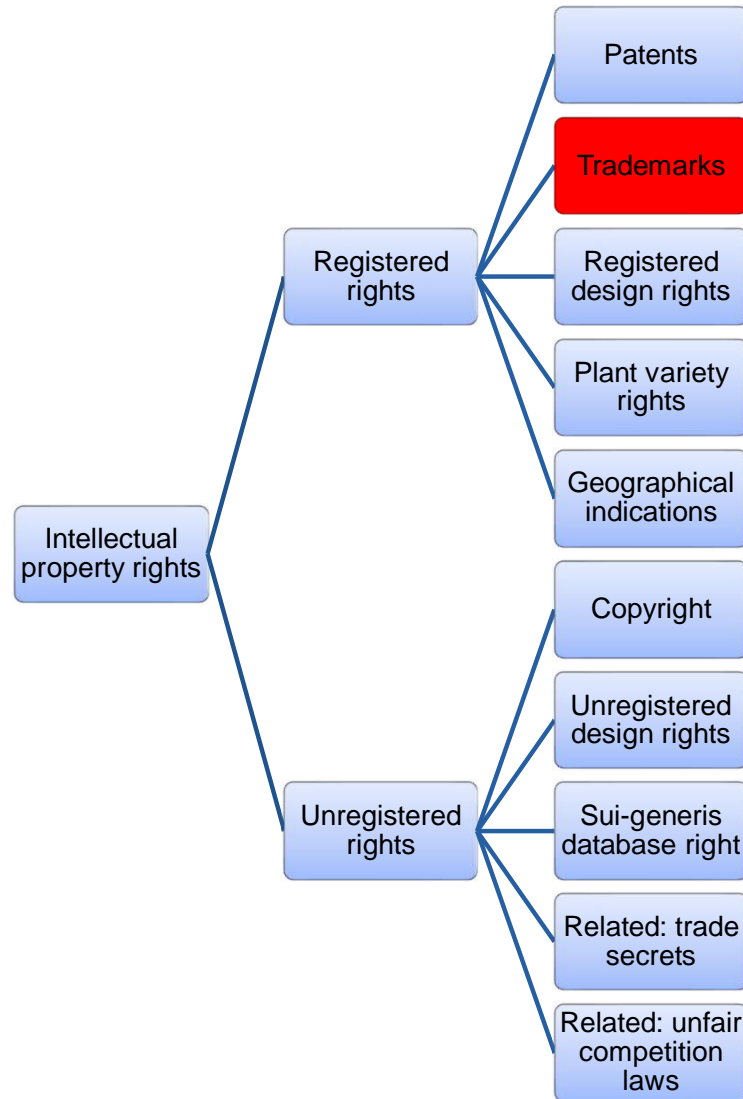 Patents
Trademarks
Registered
rights
Registered
design rights
Plant variety
rights
Geographical
indications
Intellectual
property rights
Copyright
Unregistered
design rights
Unregistered
rights
Sui-generis
database right
Related: trade
secrets
Related: unfair
competition
laws